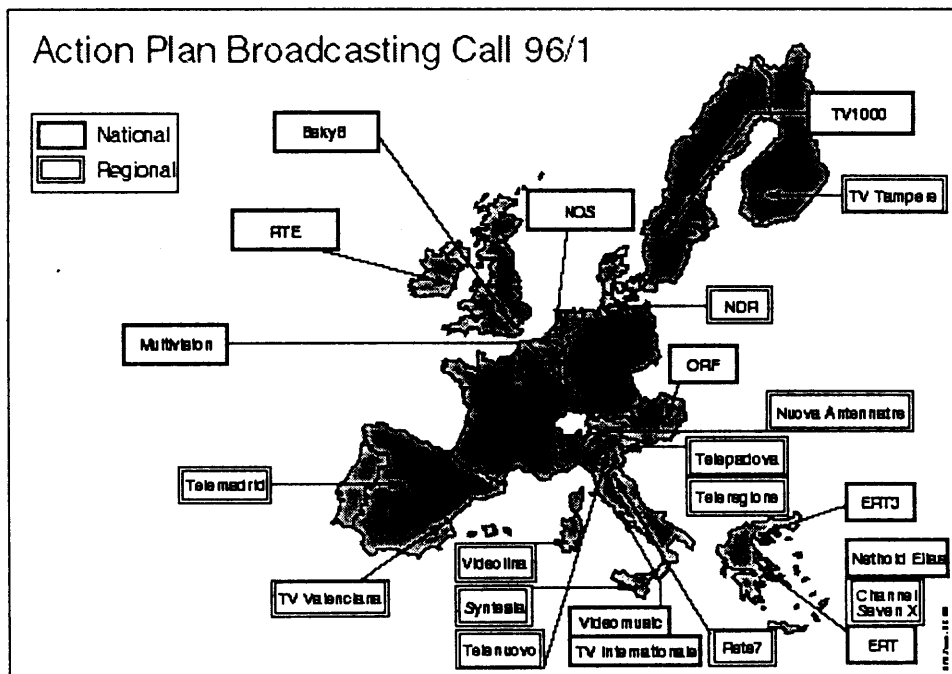 Action Plan Broadcasting Call 96/1
National
Regional
TV1000
BskyB
TV Tampere
NOS
RTE
NDR
Multivision
ORF
Nuova Antennatre
Telepadova
Telemadrid
Teleregione
ERT3
Videolina
Nethold Ellas
TV Valenciana
Channel
Seven X
Syntesis
Videomusic
Telenuovo
TV Internationale
Rete7
ERT